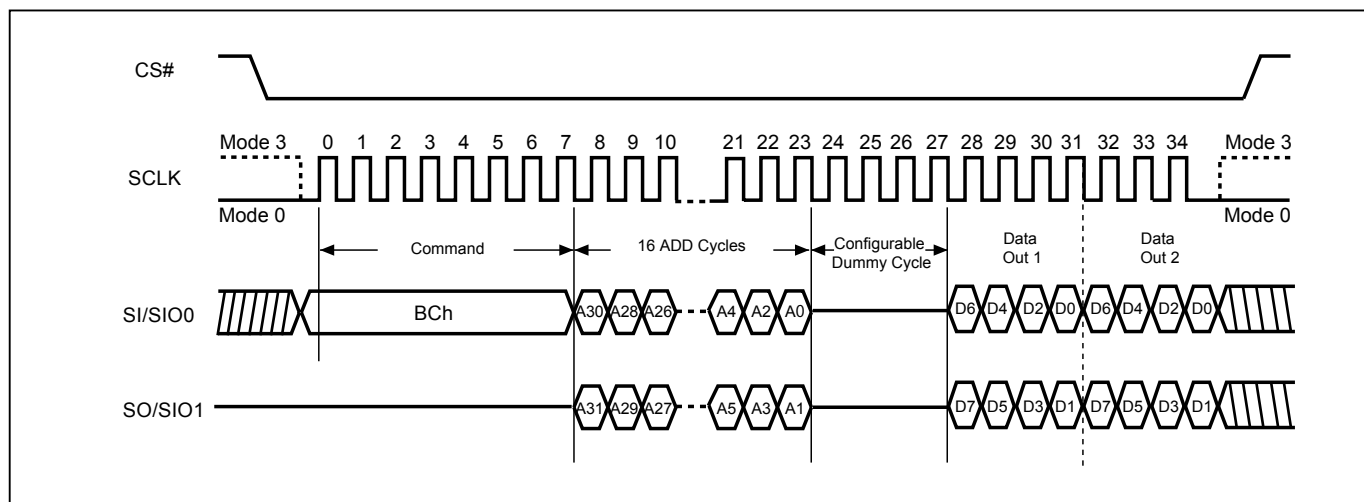 CS#
Mode 3 0 1 2 3 4 5 6 7 8 9 10 21 22 23 24 25 26 27 28 29 30 31 32 33 34 Mode 3
SCLK
Mode 0 Mode 0
Command 16 ADD Cycles Configurable Dummy Cycle Data Out 1 Data Out 2
SI/SIO0 BCh A30 A28 A26 A4 A2 A0 D6 D4 D2 D0 D6 D4 D2 D0
SO/SIO1 A31 A29 A27 A5 A3 A1 D7 D5 D3 D1 D7 D5 D3 D1